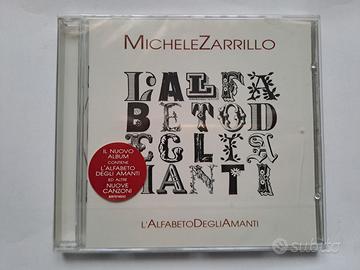 MICHELEZARRILLO
L'ALFA
BETOD
EGLIA
MANTI
IL NUOVO
ALBUM
CONTIENE
L'ALFABETO
DEGLI AMANTI
ED ALTRE
NUOVE
CANZONI
L'ALFABETODEGLIAMANTI
subito